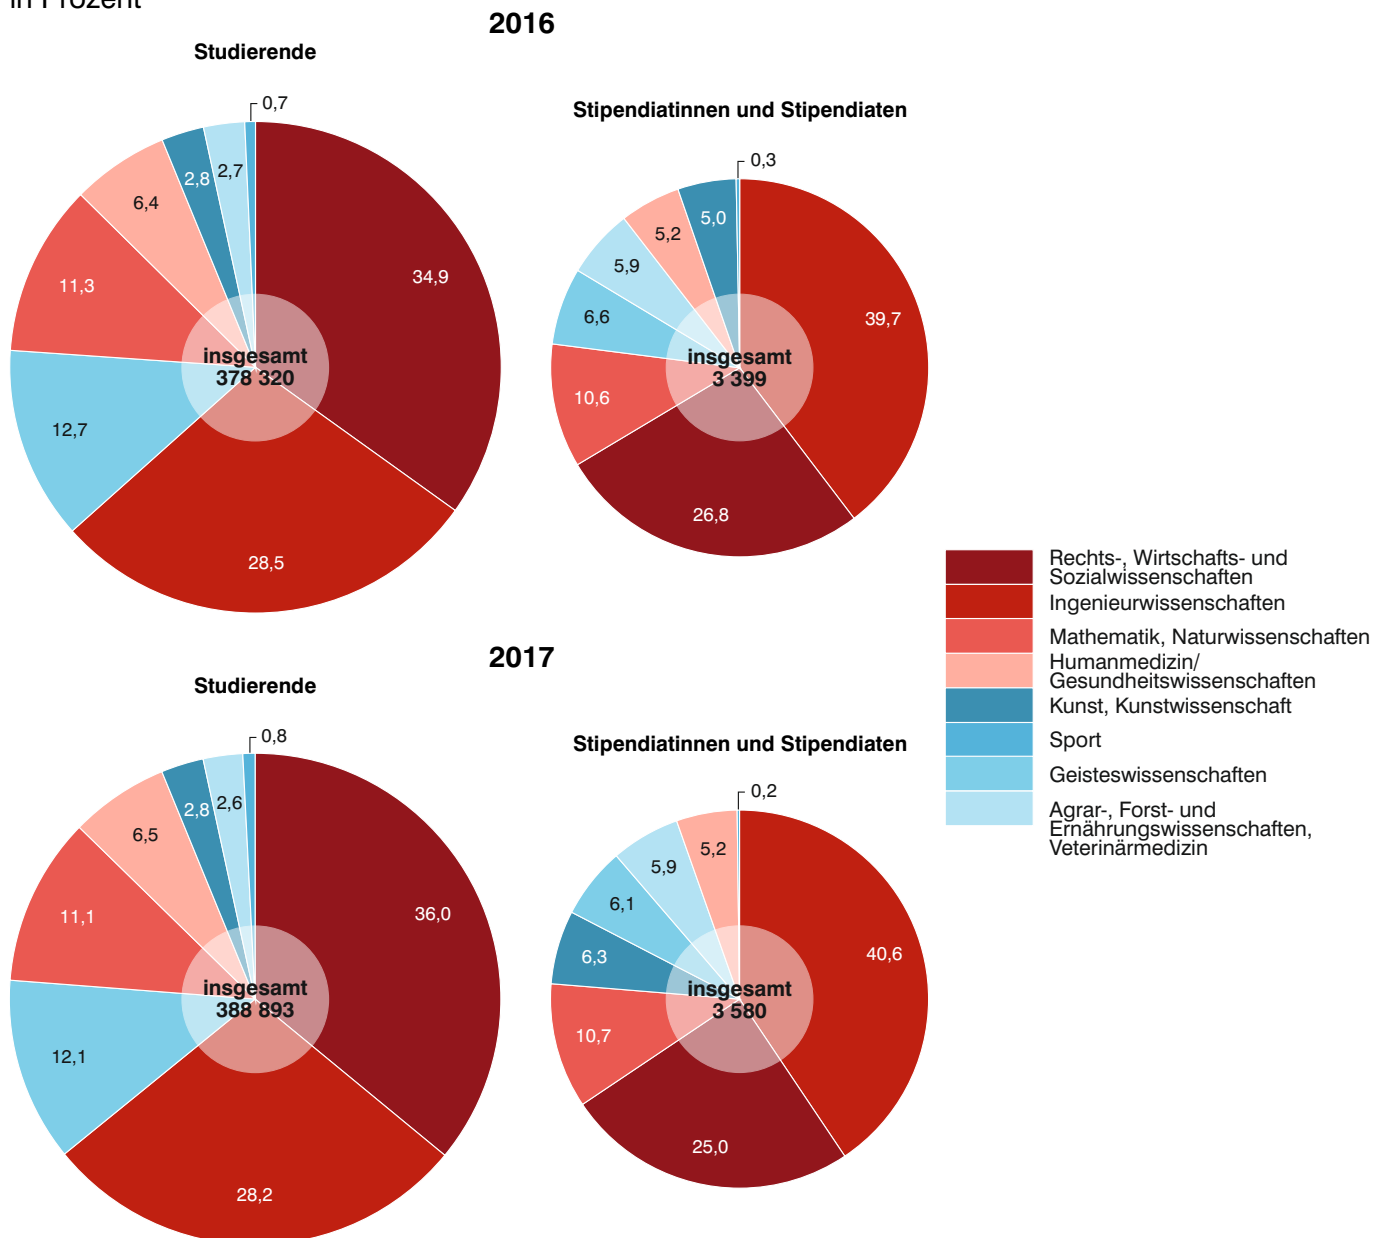 in Prozent
2016
Studierende
0,7
2,7
2,8
6,4
11,3
12,7
28,5
34,9
insgesamt
378 320
Stipendiatinnen und Stipendiaten
0,3
5,0
5,2
5,9
6,6
10,6
26,8
39,7
insgesamt
3 399
Rechts-, Wirtschafts- und
Sozialwissenschaften
Ingenieurwissenschaften
Mathematik, Naturwissenschaften
Humanmedizin/
Gesundheitswissenschaften
Kunst, Kunstwissenschaft
Sport
Geisteswissenschaften
Agrar-, Forst- und
Ernährungswissenschaften,
Veterinärmedizin
2017
Studierende
0,8
2,6
2,8
6,5
11,1
12,1
28,2
36,0
insgesamt
388 893
Stipendiatinnen und Stipendiaten
0,2
5,2
5,9
6,1
6,3
10,7
25,0
40,6
insgesamt
3 580